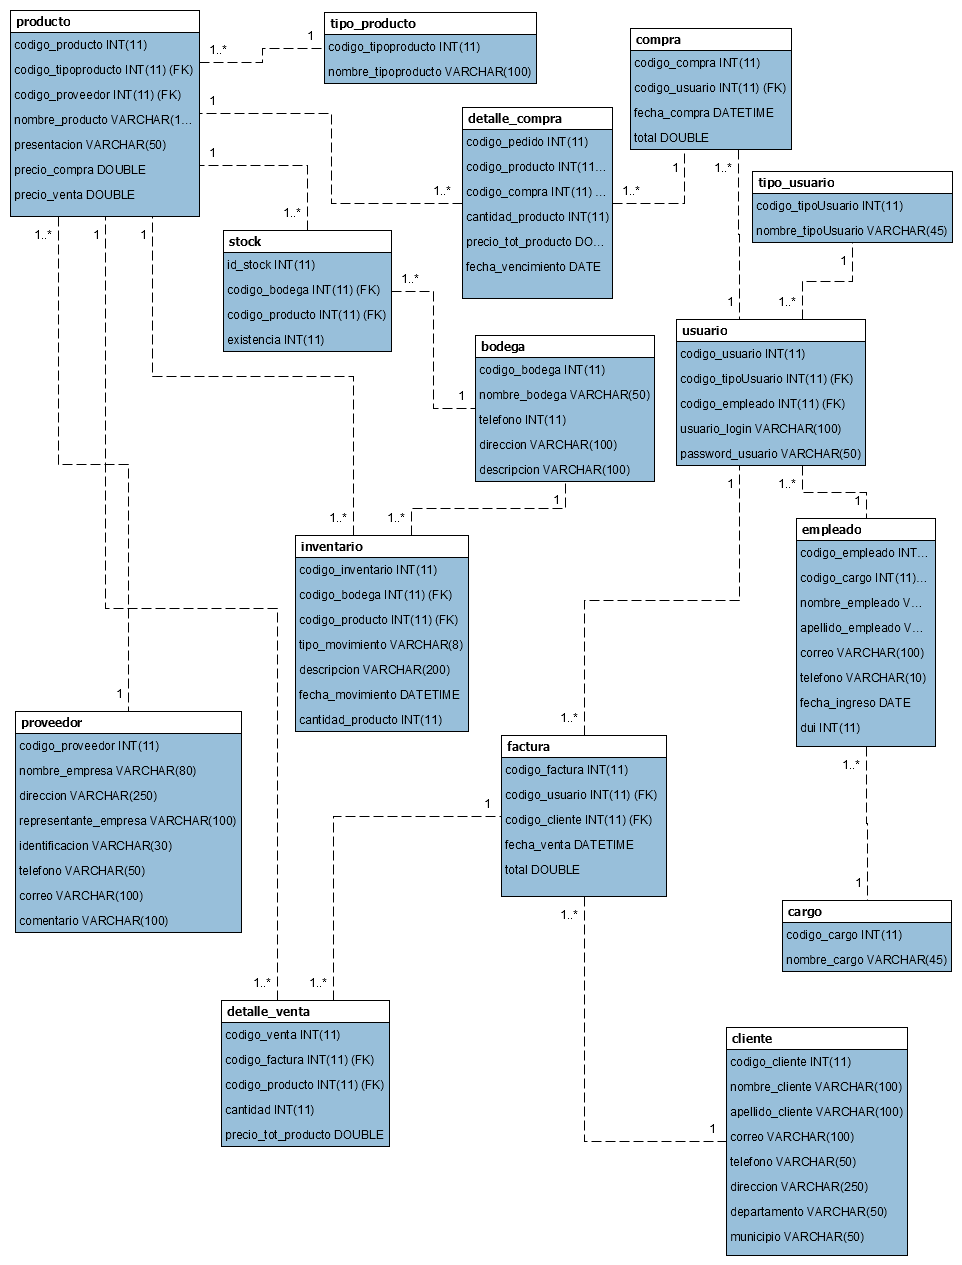 producto
codigo_producto INT(11)
codigo_tipoproducto INT(11) (FK)
codigo_proveedor INT(11) (FK)
nombre_producto VARCHAR(1...
presentacion VARCHAR(50)
precio_compra DOUBLE
precio_venta DOUBLE
1..*
1
tipo_producto
codigo_tipoproducto INT(11)
nombre_tipoproducto VARCHAR(100)
1
1..*
detalle_compra
codigo_pedido INT(11)
codigo_producto INT(11...
codigo_compra INT(11) ...
cantidad_producto INT(11)
precio_tot_producto DO...
fecha_vencimiento DATE
compra
codigo_compra INT(11)
codigo_usuario INT(11) (FK)
fecha_compra DATETIME
total DOUBLE
1
1..*
1..*
1
tipo_usuario
codigo_tipoUsuario INT(11)
nombre_tipoUsuario VARCHAR(45)
1
1..*
1
1..*
stock
id_stock INT(11)
codigo_bodega INT(11) (FK)
codigo_producto INT(11) (FK)
existencia INT(11)
1..*
1
bodega
codigo_bodega INT(11)
nombre_bodega VARCHAR(50)
telefono INT(11)
direccion VARCHAR(100)
descripcion VARCHAR(100)
usuario
codigo_usuario INT(11)
codigo_tipoUsuario INT(11) (FK)
codigo_empleado INT(11) (FK)
usuario_login VARCHAR(100)
password_usuario VARCHAR(50)
1..*
1
1
1..*
1
1..*
1
1..*
1
inventario
codigo_inventario INT(11)
codigo_bodega INT(11) (FK)
codigo_producto INT(11) (FK)
tipo_movimiento VARCHAR(8)
descripcion VARCHAR(200)
fecha_movimiento DATETIME
cantidad_producto INT(11)
empleado
codigo_empleado INT...
codigo_cargo INT(11)...
nombre_empleado V...
apellido_empleado V...
correo VARCHAR(100)
telefono VARCHAR(10)
fecha_ingreso DATE
dui INT(11)
1
proveedor
codigo_proveedor INT(11)
nombre_empresa VARCHAR(80)
direccion VARCHAR(250)
representante_empresa VARCHAR(100)
identificacion VARCHAR(30)
telefono VARCHAR(50)
correo VARCHAR(100)
comentario VARCHAR(100)
1..*
factura
codigo_factura INT(11)
codigo_usuario INT(11) (FK)
codigo_cliente INT(11) (FK)
fecha_venta DATETIME
total DOUBLE
1..*
1
cargo
codigo_cargo INT(11)
nombre_cargo VARCHAR(45)
1
1..*
1..*
1..*
detalle_venta
codigo_venta INT(11)
codigo_factura INT(11) (FK)
codigo_producto INT(11) (FK)
cantidad INT(11)
precio_tot_producto DOUBLE
1
cliente
codigo_cliente INT(11)
nombre_cliente VARCHAR(100)
apellido_cliente VARCHAR(100)
correo VARCHAR(100)
telefono VARCHAR(50)
direccion VARCHAR(250)
departamento VARCHAR(50)
municipio VARCHAR(50)